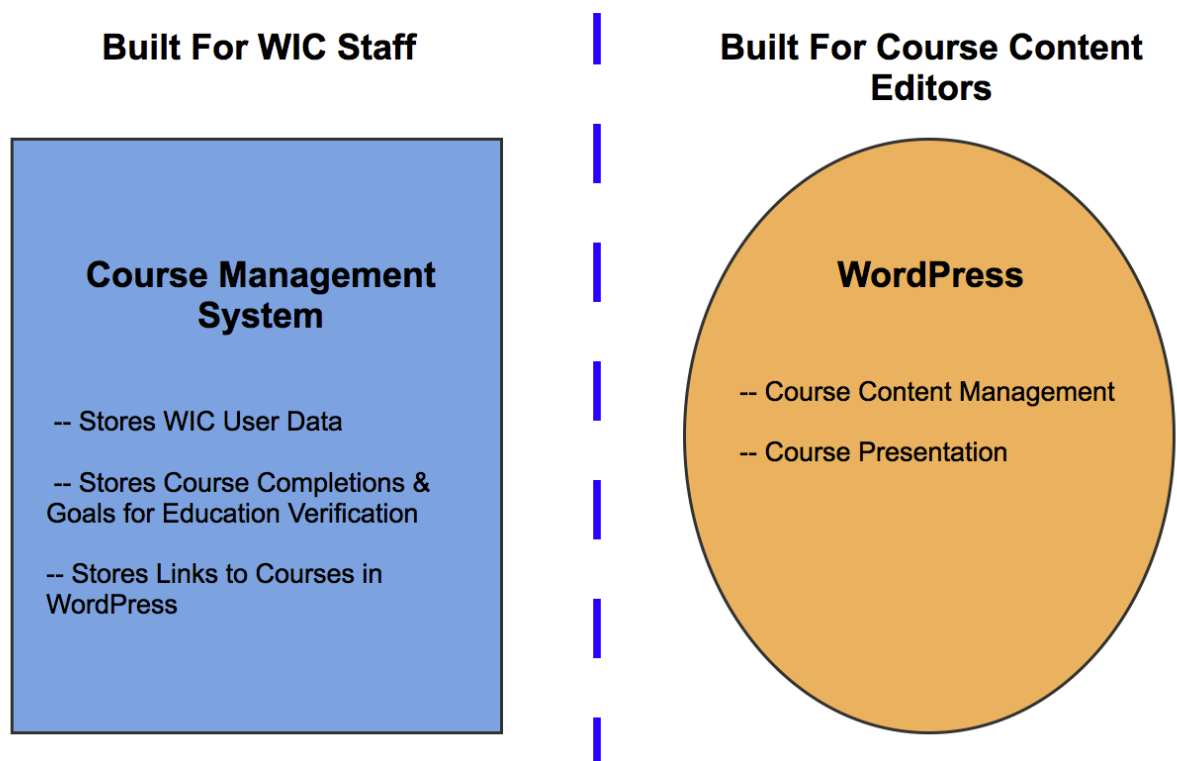 Built For WIC Staff
Course Management
System
-- Stores WIC User Data
-- Stores Course Completions &
Goals for Education Verification
-- Stores Links to Courses in
WordPress
Built For Course Content
Editors
WordPress
-- Course Content Management
-- Course Presentation